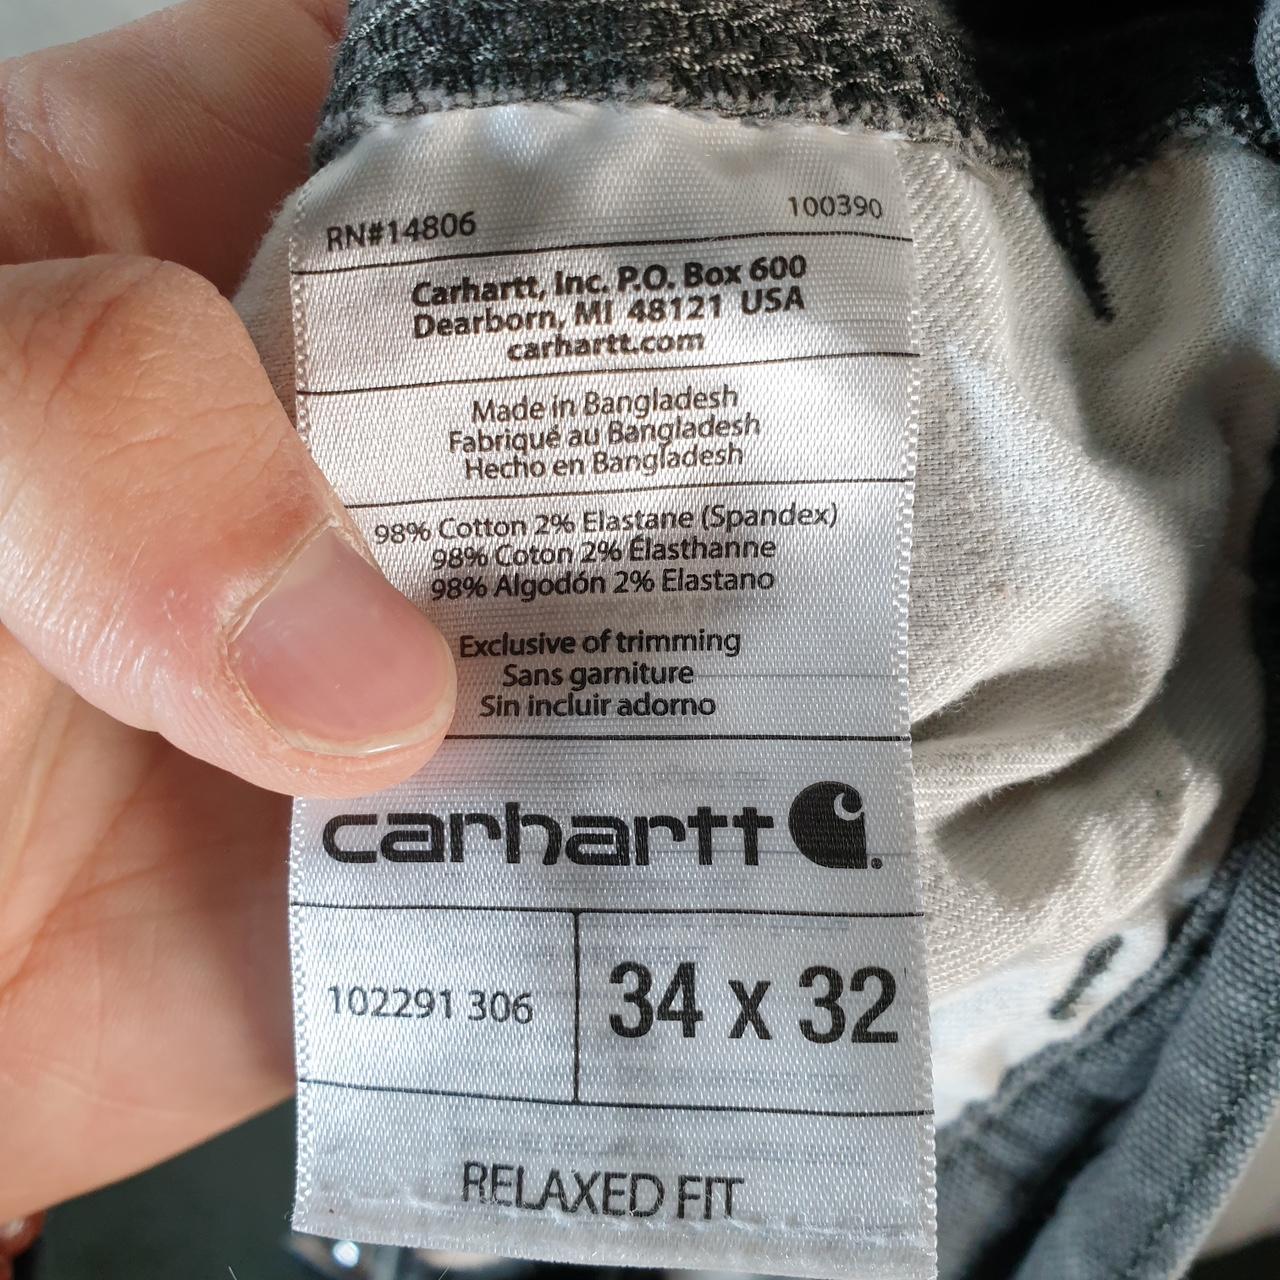 RN#14806 100390
Carhartt, Inc. P.O. Box 600
Dearborn, MI 48121 USA
carhartt.com
Made in Bangladesh
Fabriqué au Bangladesh
Hecho en Bangladesh
98% Cotton 2% Elastane (Spandex)
98% Coton 2% Élasthanne
98% Algodón 2% Elastano
Exclusive of trimming
Sans garniture
Sin incluir adorno
carhartt
102291 306 34 x 32
RELAXED FIT